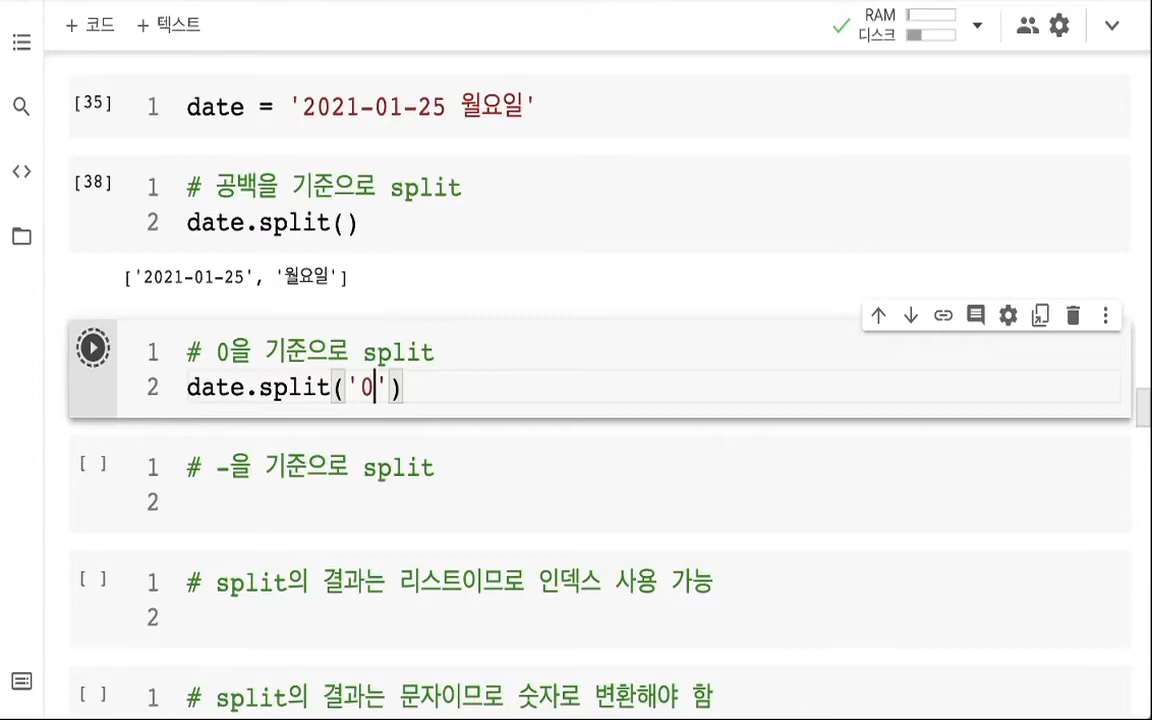 + 코드 + 텍스트
RAM
디스크
[35] 1 date = '2021-01-25 월요일'
[38] 1 # 공백을 기준으로 split
2 date.split()
['2021-01-25', '월요일']
1 # 0을 기준으로 split
2 date.split('0')
[ ] 1 # -을 기준으로 split
2
[ ] 1 # split의 결과는 리스트이므로 인덱스 사용 가능
2
[ ] 1 # split의 결과는 문자이므로 숫자로 변환해야 함